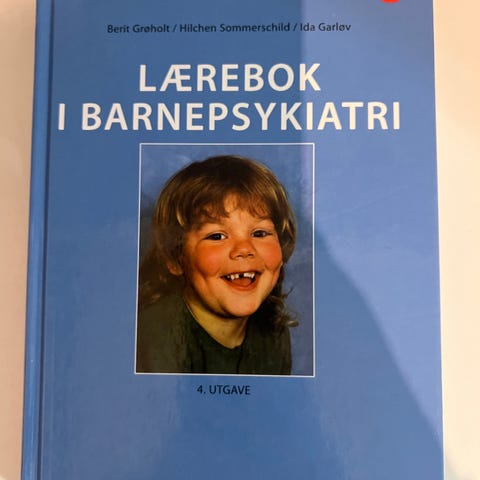 Berit Grøholt / Hilchen Sommerschild / Ida Garløv
LÆREBOK
I BARNEPSYKIATRI
4. UTGAVE